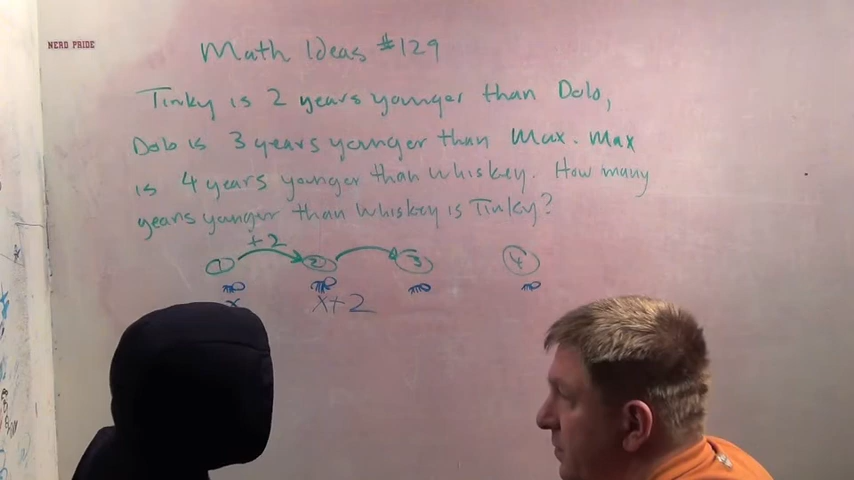 NERD PRIDE
Math Ideas #129
Tinky is 2 years younger than Dolo,
Dolo is 3 years younger than Max. Max
is 4 years younger than Whiskey. How many
years younger than Whiskey is Tinky?
+2
1 2 3 4
x x+2